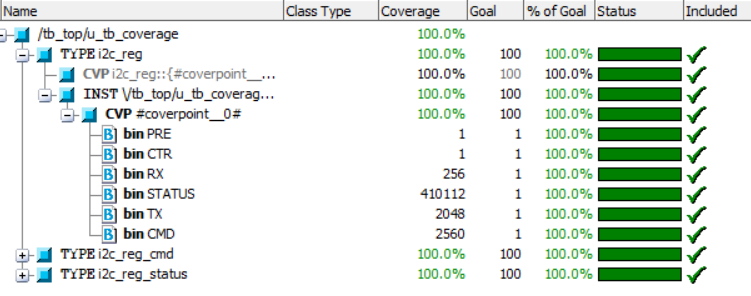 Name Class Type Coverage Goal % of Goal Status Included
/tb_top/u_tb_coverage 100.0%
TYPE i2c_reg 100.0% 100 100.0%
CVP i2c_reg::{#coverpoint__... 100.0% 100 100.0%
INST \/tb_top/u_tb_coverag... 100.0% 100 100.0%
CVP #coverpoint__0# 100.0% 100 100.0%
B bin PRE 1 1 100.0%
B bin CTR 1 1 100.0%
B bin RX 256 1 100.0%
B bin STATUS 410112 1 100.0%
B bin TX 2048 1 100.0%
B bin CMD 2560 1 100.0%
TYPE i2c_reg_cmd 100.0% 100 100.0%
TYPE i2c_reg_status 100.0% 100 100.0%